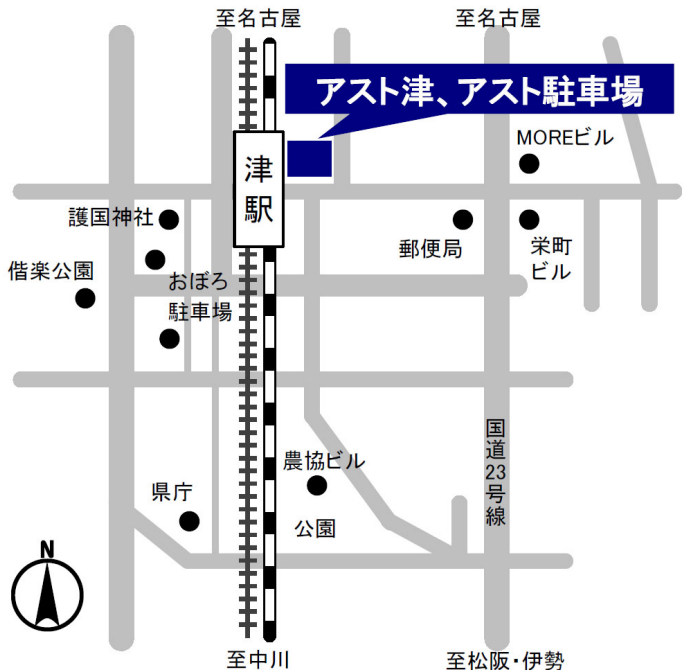 至名古屋
至名古屋
アスト津、アスト駐車場
MOREビル
津駅
護国神社
郵便局
栄町
ビル
偕楽公園
おぼろ
駐車場
国道23号線
農協ビル
県庁
公園
N
至中川
至松阪・伊勢